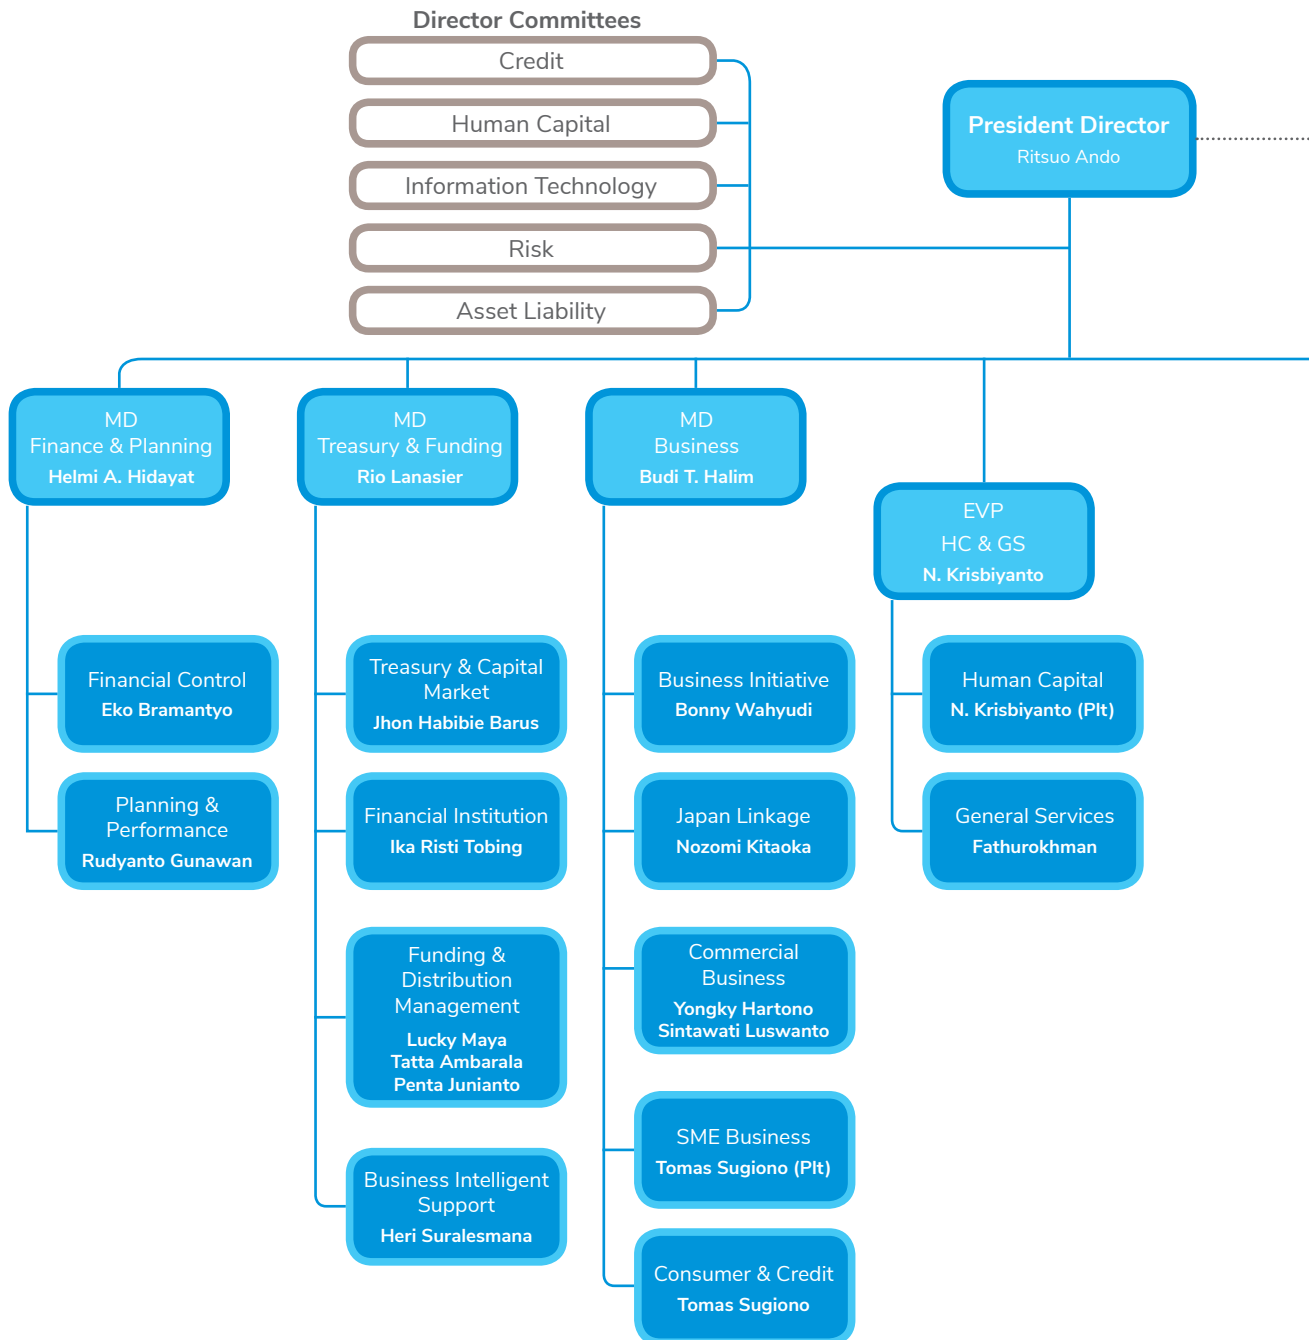 Director Committees
Credit
Human Capital
Information Technology
Risk
Asset Liability
President Director
Ritsuo Ando
MD
Finance & Planning
Helmi A. Hidayat
MD
Treasury & Funding
Rio Lanasier
MD
Business
Budi T. Halim
EVP
HC & GS
N. Krisbiyanto
Financial Control
Eko Bramantyo
Planning &
Performance
Rudyanto Gunawan
Treasury & Capital
Market
Jhon Habibie Barus
Financial Institution
Ika Risti Tobing
Funding &
Distribution
Management
Lucky Maya
Tatta Ambarala
Penta Junianto
Business Intelligent
Support
Heri Suralesmana
Business Initiative
Bonny Wahyudi
Japan Linkage
Nozomi Kitaoka
Commercial
Business
Yongky Hartono
Sintawati Luswanto
SME Business
Tomas Sugiono (Plt)
Consumer & Credit
Tomas Sugiono
Human Capital
N. Krisbiyanto (Plt)
General Services
Fathurokhman